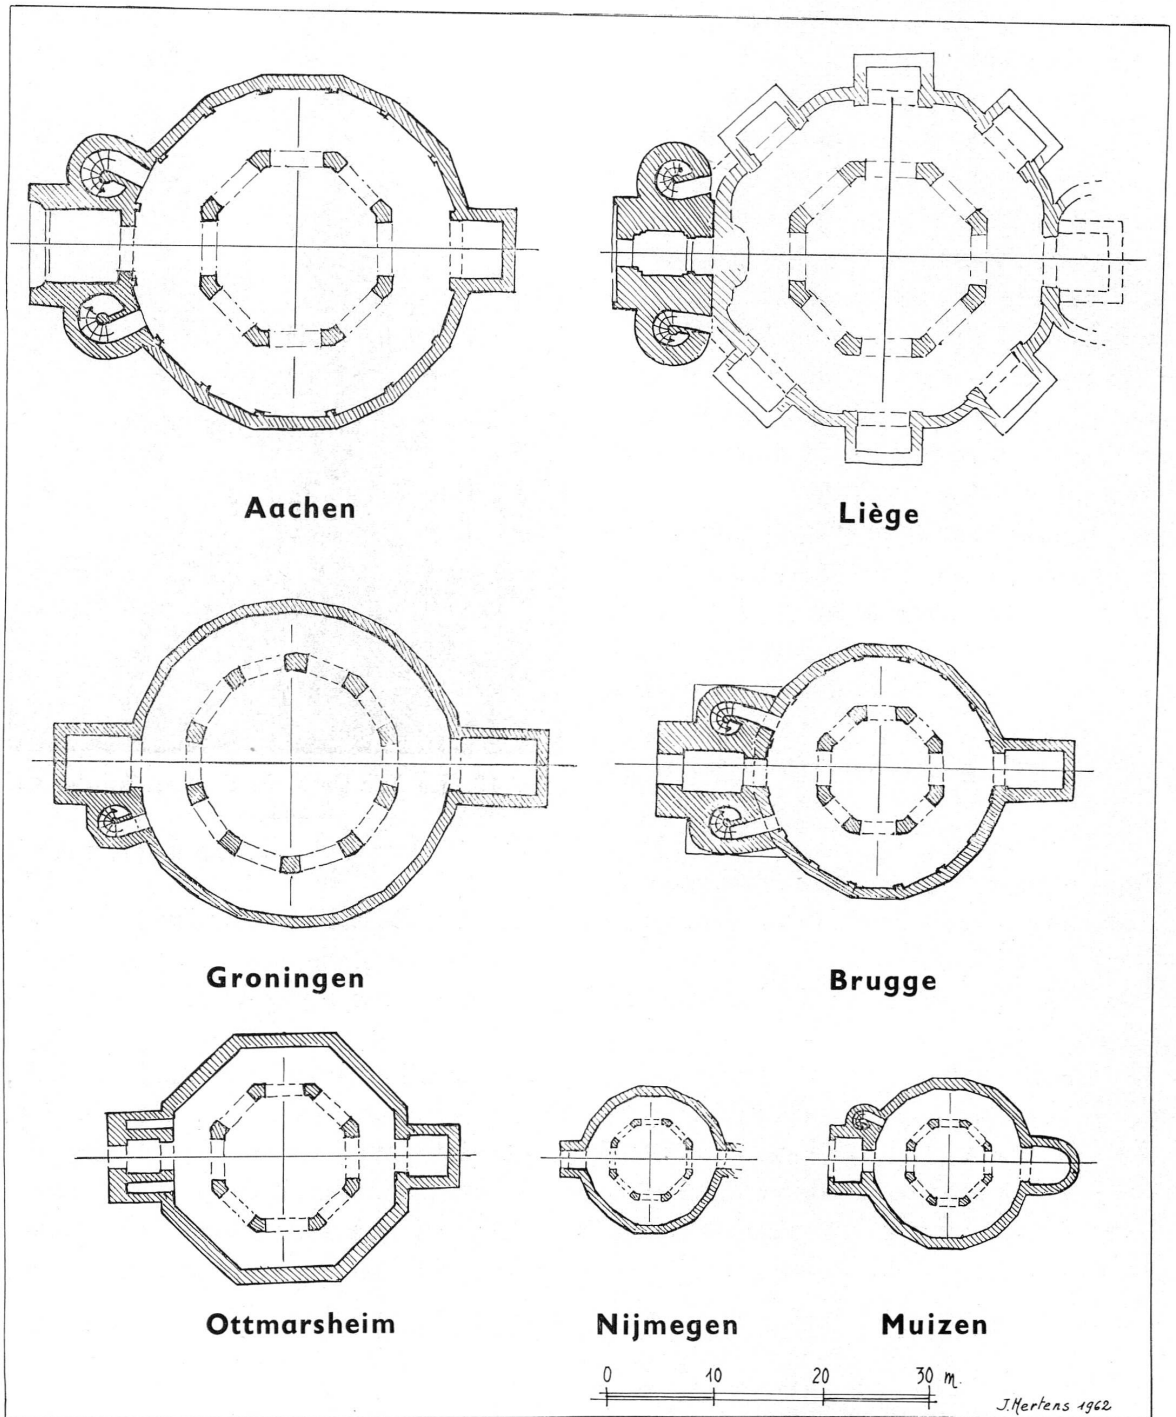 Aachen
Liège
Groningen
Brugge
Ottmarsheim
Nijmegen
Muizen
0 10 20 30 m.
J. Mertens 1962